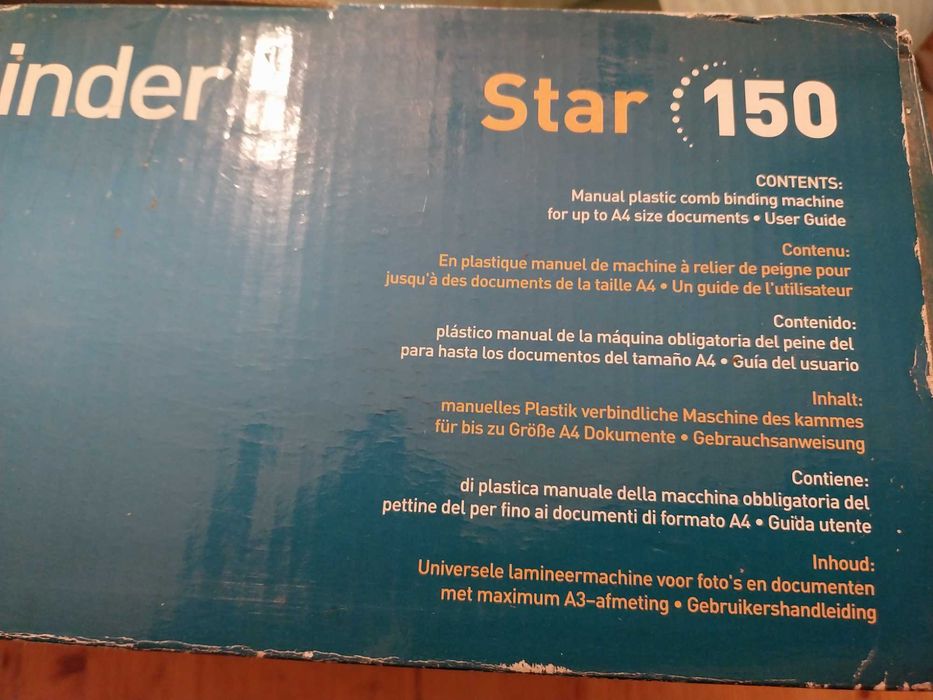 inder
Star 150
CONTENTS:
Manual plastic comb binding machine
for up to A4 size documents • User Guide
Contenu:
En plastique manuel de machine à relier de peigne pour
jusqu'à des documents de la taille A4 • Un guide de l'utilisateur
Contenido:
plástico manual de la máquina obligatoria del peine del
para hasta los documentos del tamaño A4 • Guía del usuario
Inhalt:
manuelles Plastik verbindliche Maschine des kammes
für bis zu Größe A4 Dokumente • Gebrauchsanweisung
Contiene:
di plastica manuale della macchina obbligatoria del
pettine del per fino ai documenti di formato A4 • Guida utente
Inhoud:
Universele lamineermachine voor foto's en documenten
met maximum A3–afmeting • Gebruikershandleiding